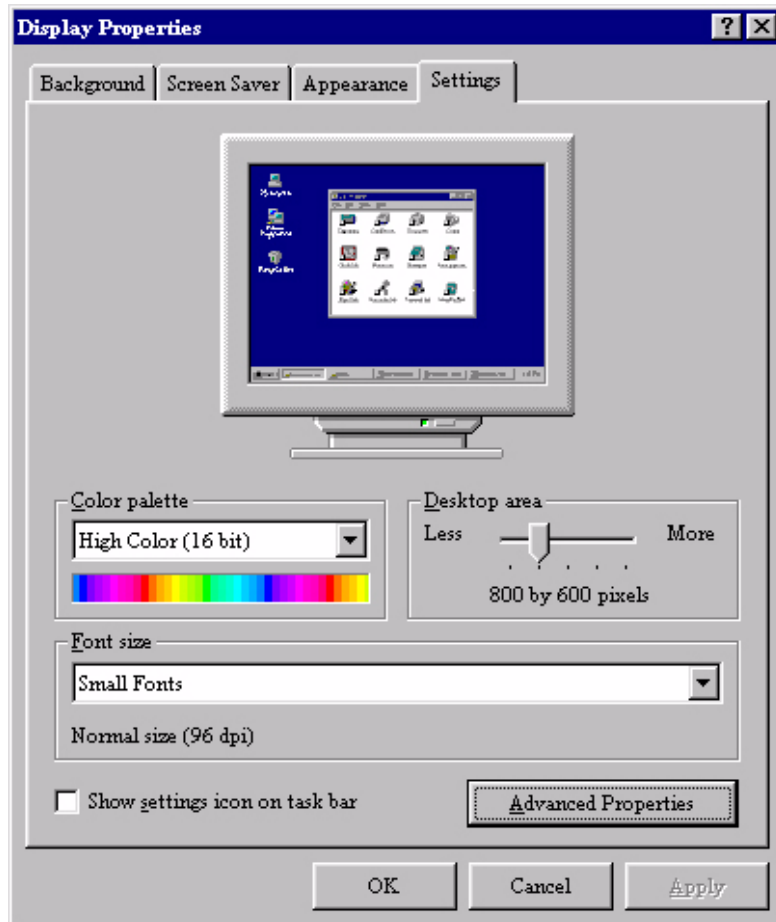 Display Properties
Background Screen Saver Appearance Settings
Color palette
High Color (16 bit)
Desktop area
Less More
800 by 600 pixels
Font size
Small Fonts
Normal size (96 dpi)
Show settings icon on task bar
Advanced Properties
OK Cancel Apply